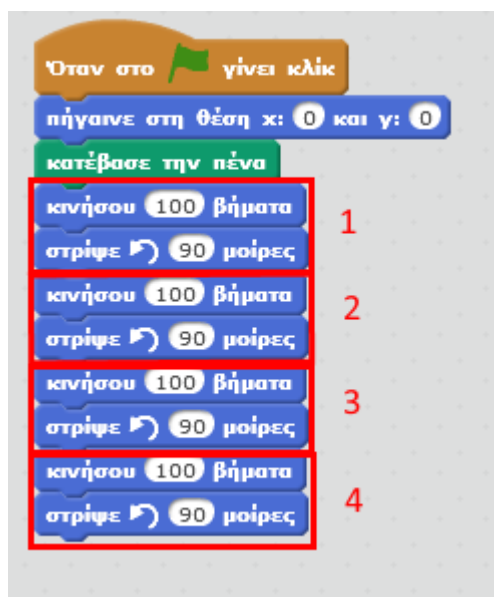 Όταν στο γίνει κλίκ
πήγαινε στη θέση x: 0 και y: 0
κατέβασε την πένα
κινήσου 100 βήματα
στρίψε 90 μοίρες
1
κινήσου 100 βήματα
στρίψε 90 μοίρες
2
κινήσου 100 βήματα
στρίψε 90 μοίρες
3
κινήσου 100 βήματα
στρίψε 90 μοίρες
4